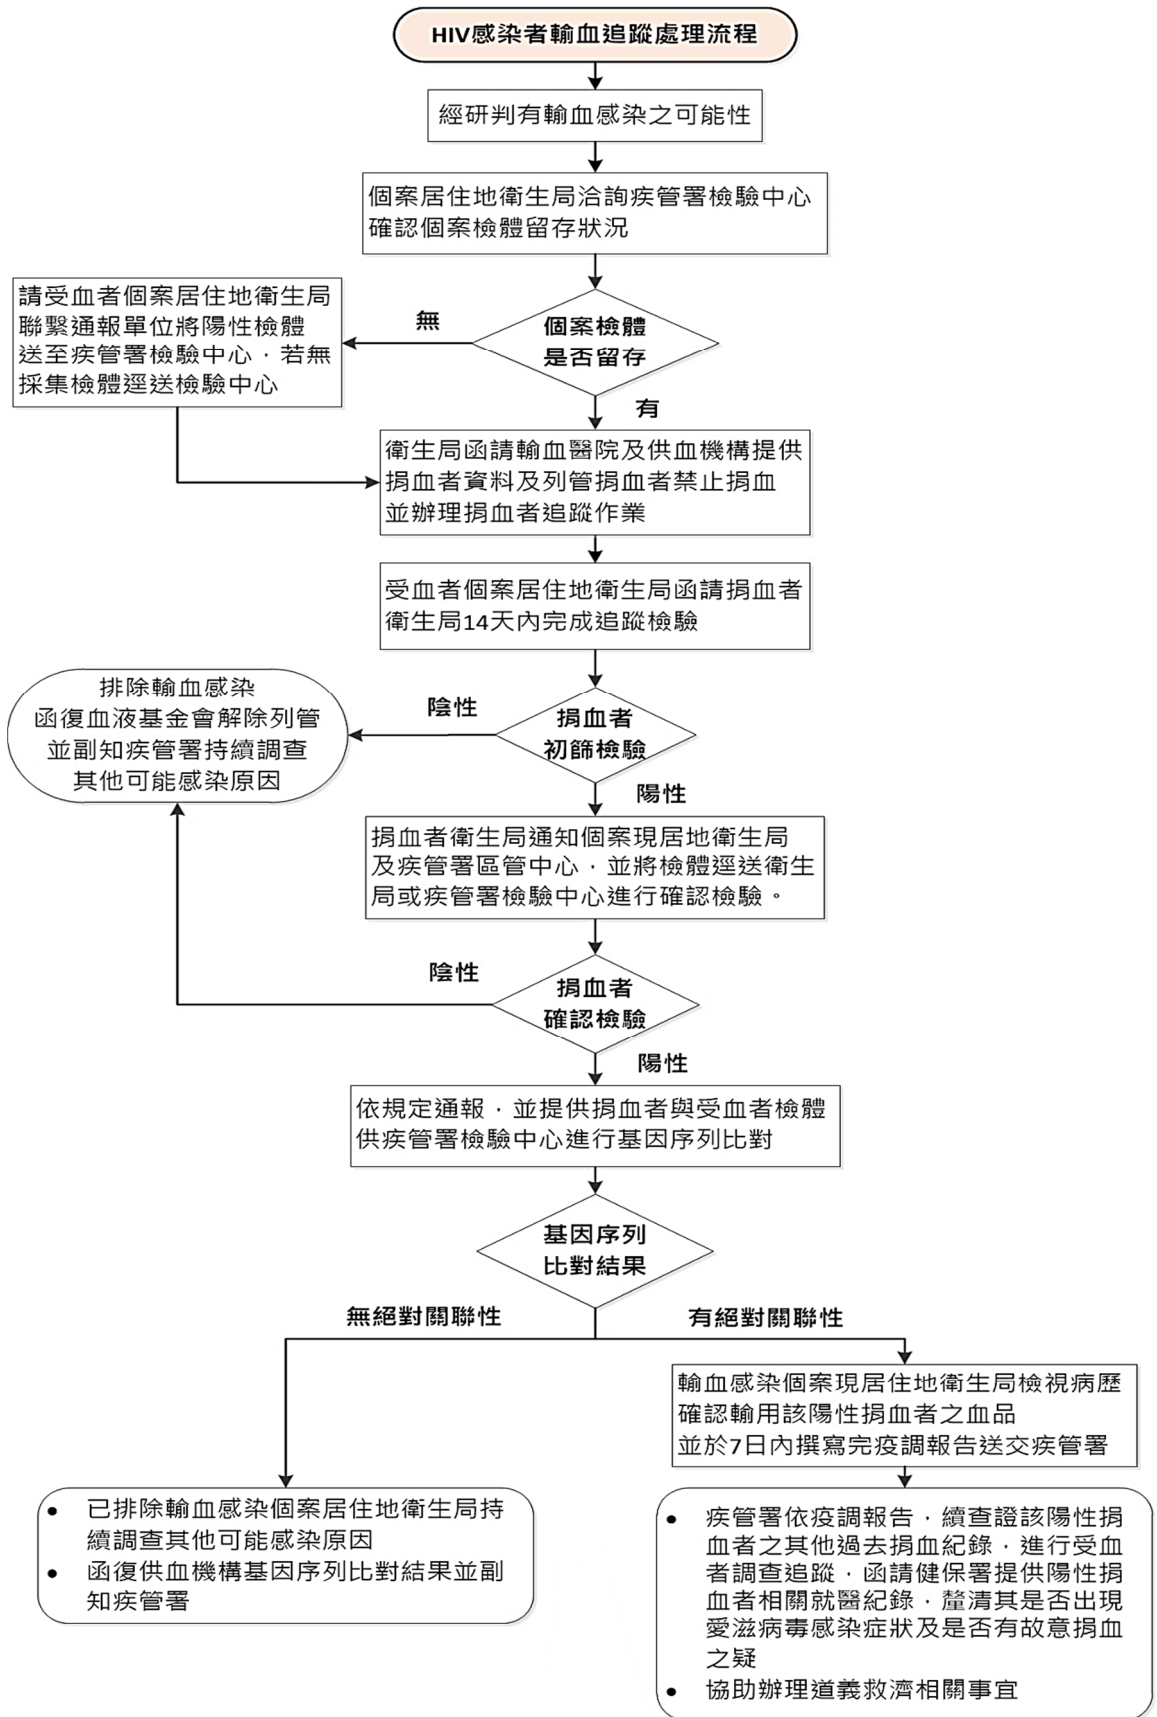 HIV感染者輸血追蹤處理流程
經研判有輸血感染之可能性
個案居住地衛生局洽詢疾管署檢驗中心
確認個案檢體留存狀況
個案檢體
是否留存
無
請受血者個案居住地衛生局
聯繫通報單位將陽性檢體
送至疾管署檢驗中心，若無
採集檢體逕送檢驗中心
有
衛生局函請輸血醫院及供血機構提供
捐血者資料及列管捐血者禁止捐血
並辦理捐血者追蹤作業
受血者個案居住地衛生局函請捐血者
衛生局14天內完成追蹤檢驗
捐血者
初篩檢驗
陰性
排除輸血感染
函復血液基金會解除列管
並副知疾管署持續調查
其他可能感染原因
陽性
捐血者衛生局通知個案現居地衛生局
及疾管署區管中心，並將檢體逕送衛生
局或疾管署檢驗中心進行確認檢驗。
捐血者
確認檢驗
陰性
陽性
依規定通報，並提供捐血者與受血者檢體
供疾管署檢驗中心進行基因序列比對
基因序列
比對結果
無絕對關聯性
有絕對關聯性
輸血感染個案現居住地衛生局檢視病歷
確認輸用該陽性捐血者之血品
並於7日內撰寫完疫調報告送交疾管署
● 已排除輸血感染個案居住地衛生局持
續調查其他可能感染原因
● 函復供血機構基因序列比對結果並副
知疾管署
● 疾管署依疫調報告，續查證該陽性捐
血者之其他過去捐血紀錄，進行受血
者調查追蹤，函請健保署提供陽性捐
血者相關就醫紀錄，釐清其是否出現
愛滋病毒感染症狀及是否有故意捐血
之疑
● 協助辦理道義救濟相關事宜